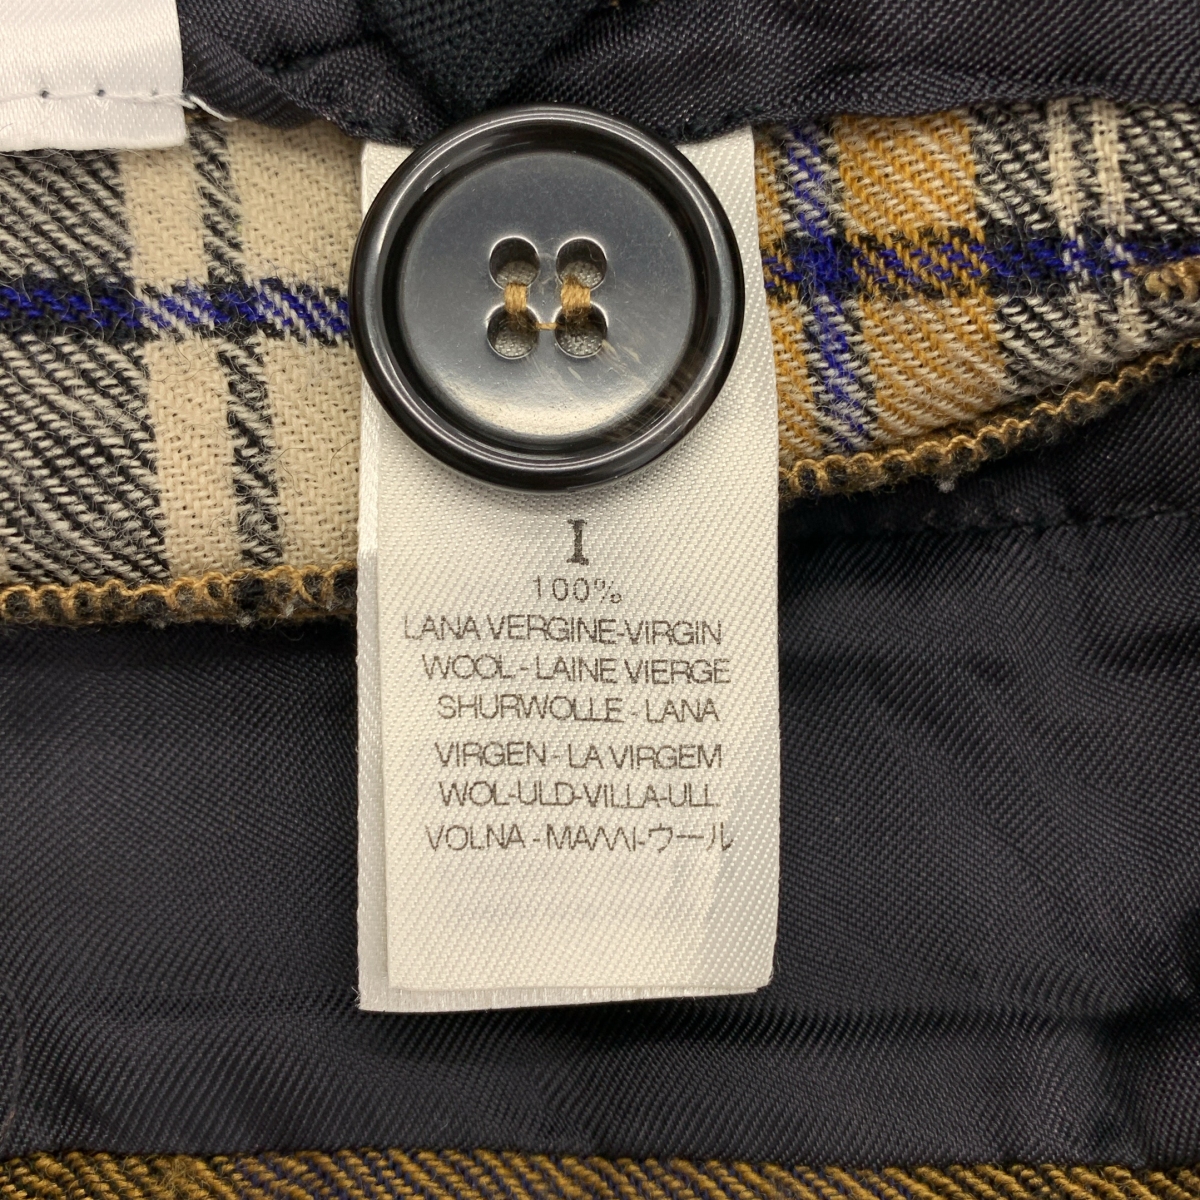 I
100%
LANA VERGINE-VIRGIN
WOOL-LAINE VIERGE
SHURWOLLE-LANA
VIRGEN-LA VIRGEM
WOL-ULD-VILLA-ULL
VOLNA-MAMI-ウール